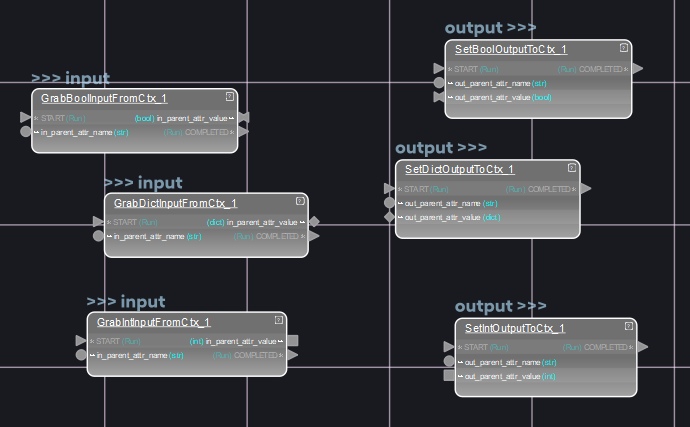 >>> input
GrabBoolInputFromCtx_1
START (Run) (bool) in_parent_attr_value
in_parent_attr_name (str) (Run) COMPLETED
>>> input
GrabDictInputFromCtx_1
START (Run) (dict) in_parent_attr_value
in_parent_attr_name (str) (Run) COMPLETED
>>> input
GrabIntInputFromCtx_1
START (Run) (int) in_parent_attr_value
in_parent_attr_name (str) (Run) COMPLETED
output >>>
SetBoolOutputToCtx_1
START (Run) (Run) COMPLETED
out_parent_attr_name (str)
out_parent_attr_value (bool)
output >>>
SetDictOutputToCtx_1
START (Run) (Run) COMPLETED
out_parent_attr_name (str)
out_parent_attr_value (dict)
output >>>
SetIntOutputToCtx_1
START (Run) (Run) COMPLETED
out_parent_attr_name (str)
out_parent_attr_value (int)